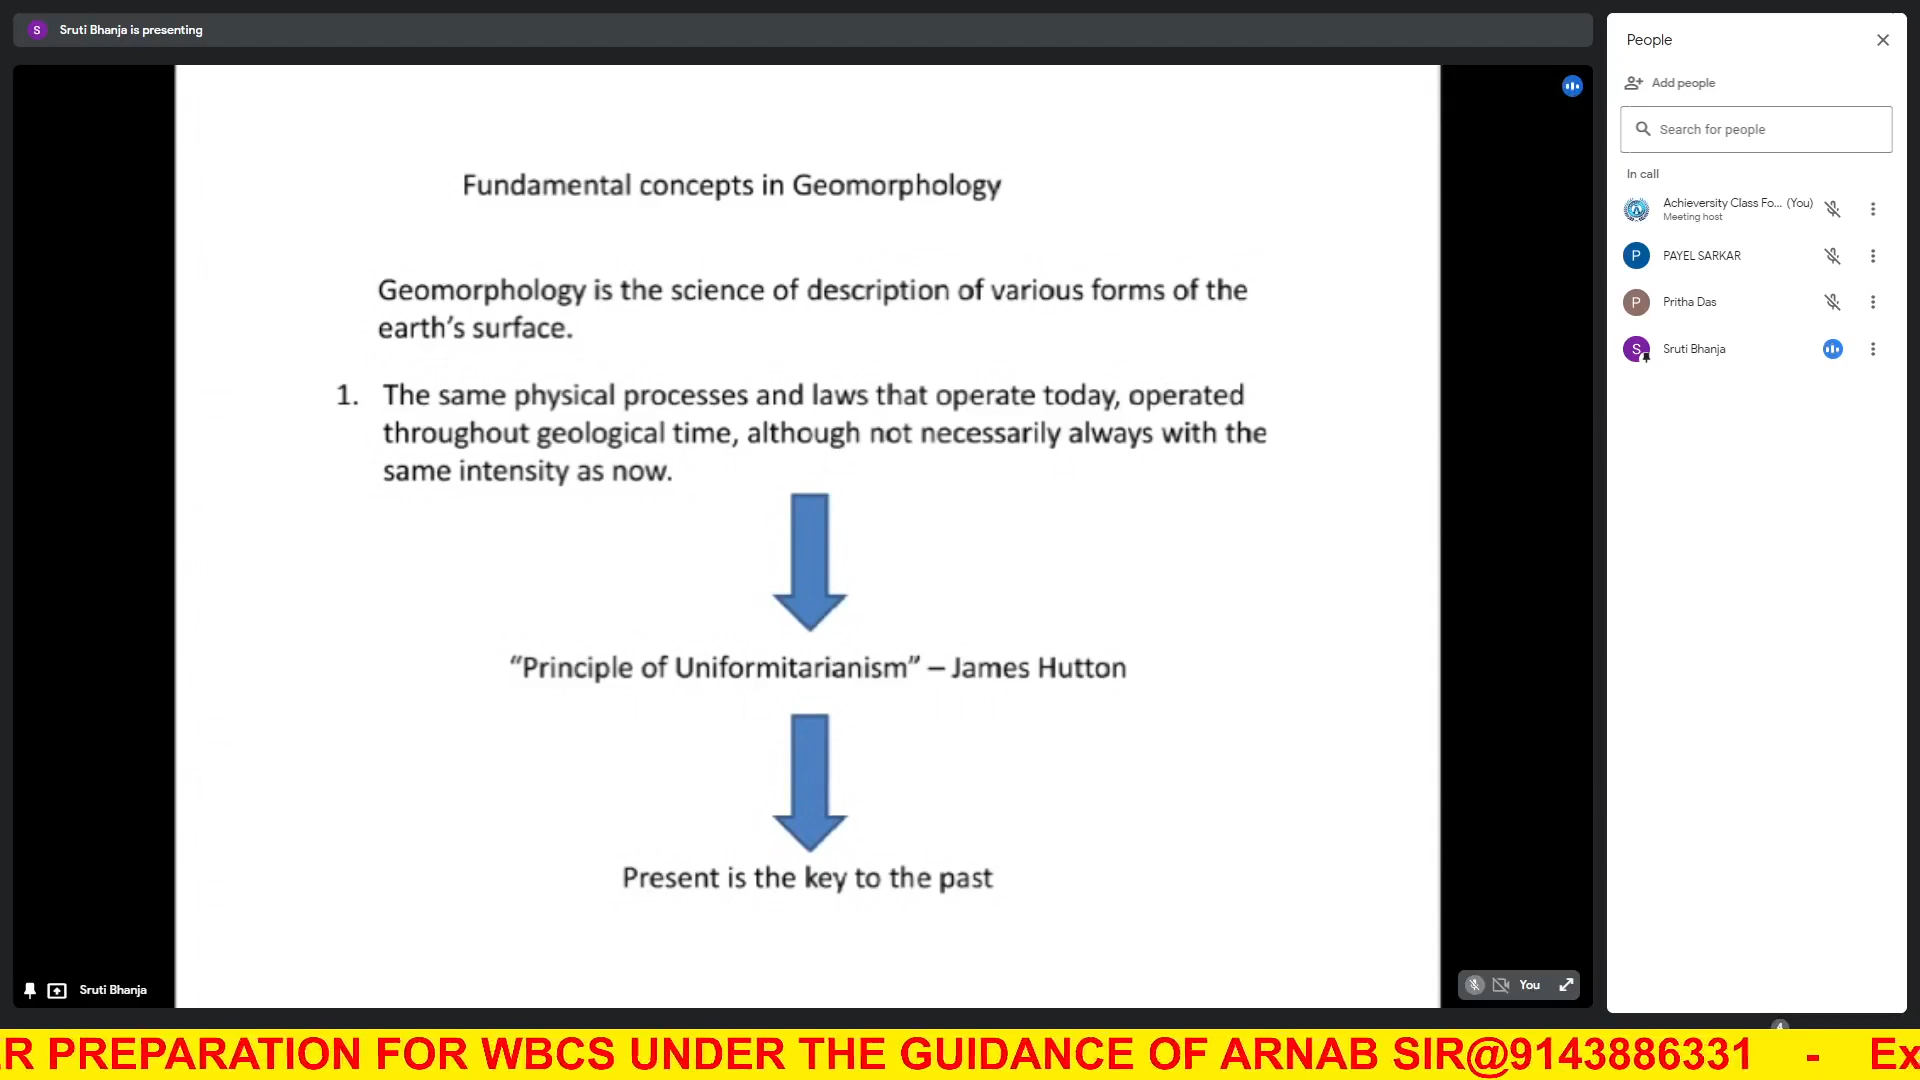 S Sruti Bhanja is presenting
Fundamental concepts in Geomorphology
Geomorphology is the science of description of various forms of the
earth's surface.
1. The same physical processes and laws that operate today, operated
throughout geological time, although not necessarily always with the
same intensity as now.
“Principle of Uniformitarianism” – James Hutton
Present is the key to the past
Sruti Bhanja
You
People
Add people
Search for people
In call
Achieversity Class Fo... (You)
Meeting host
P PAYEL SARKAR
P Pritha Das
S Sruti Bhanja
4
ER PREPARATION FOR WBCS UNDER THE GUIDANCE OF ARNAB SIR@9143886331 - Ex